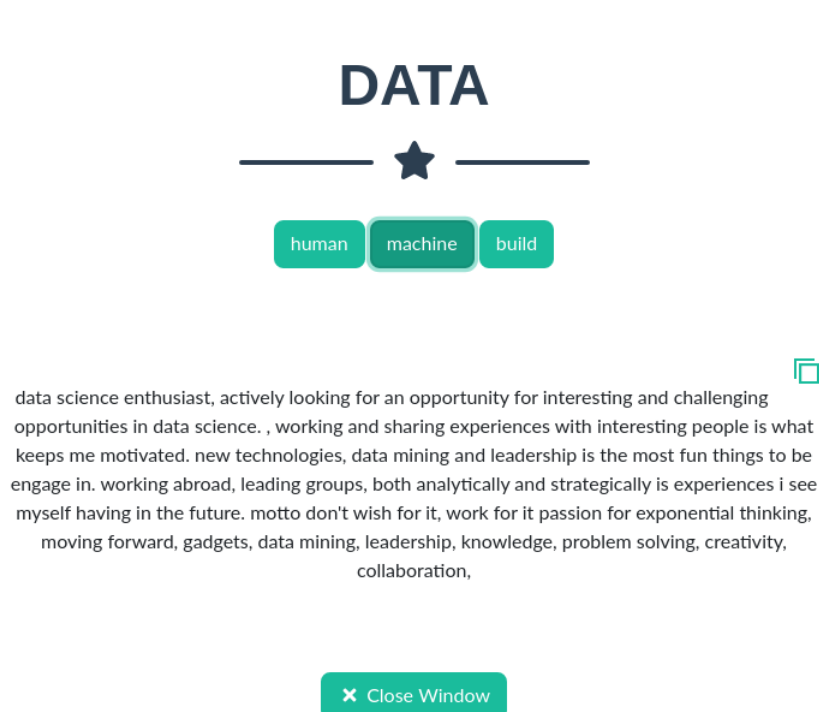 DATA
human machine build
data science enthusiast, actively looking for an opportunity for interesting and challenging
opportunities in data science. , working and sharing experiences with interesting people is what
keeps me motivated. new technologies, data mining and leadership is the most fun things to be
engage in. working abroad, leading groups, both analytically and strategically is experiences i see
myself having in the future. motto don't wish for it, work for it passion for exponential thinking,
moving forward, gadgets, data mining, leadership, knowledge, problem solving, creativity,
collaboration,
Close Window